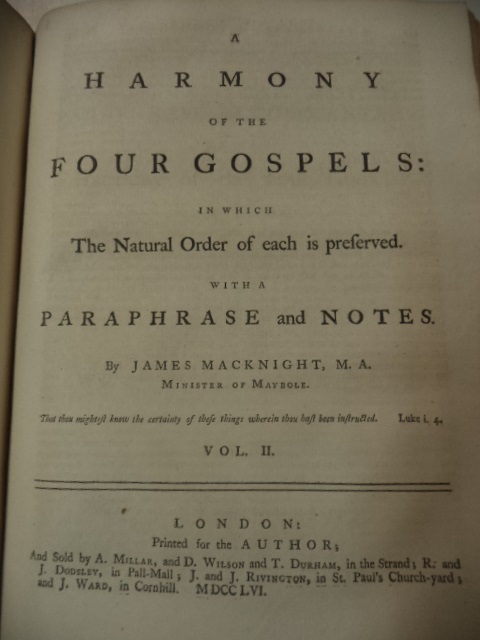 A
HARMONY
OF THE
FOUR GOSPELS:
IN WHICH
The Natural Order of each is preſerved.
WITH A
PARAPHRASE and NOTES.
By JAMES MACKNIGHT, M. A.
MINISTER OF MAYBOLE.
That thou mightyſt know the certainty of theſe things wherein thou haſt been inſtructed. Luke i. 4.
VOL. II.
LONDON:
Printed for the AUTHOR;
And Sold by A. MILLAR, and D. WILSON and T. DURHAM, in the Strand; R. and
J. DODSLEY, in Pall-Mall; J. and J. RIVINGTON, in St. Paul's Church-yard;
and J. WARD, in Cornhill. MDCCLVI.